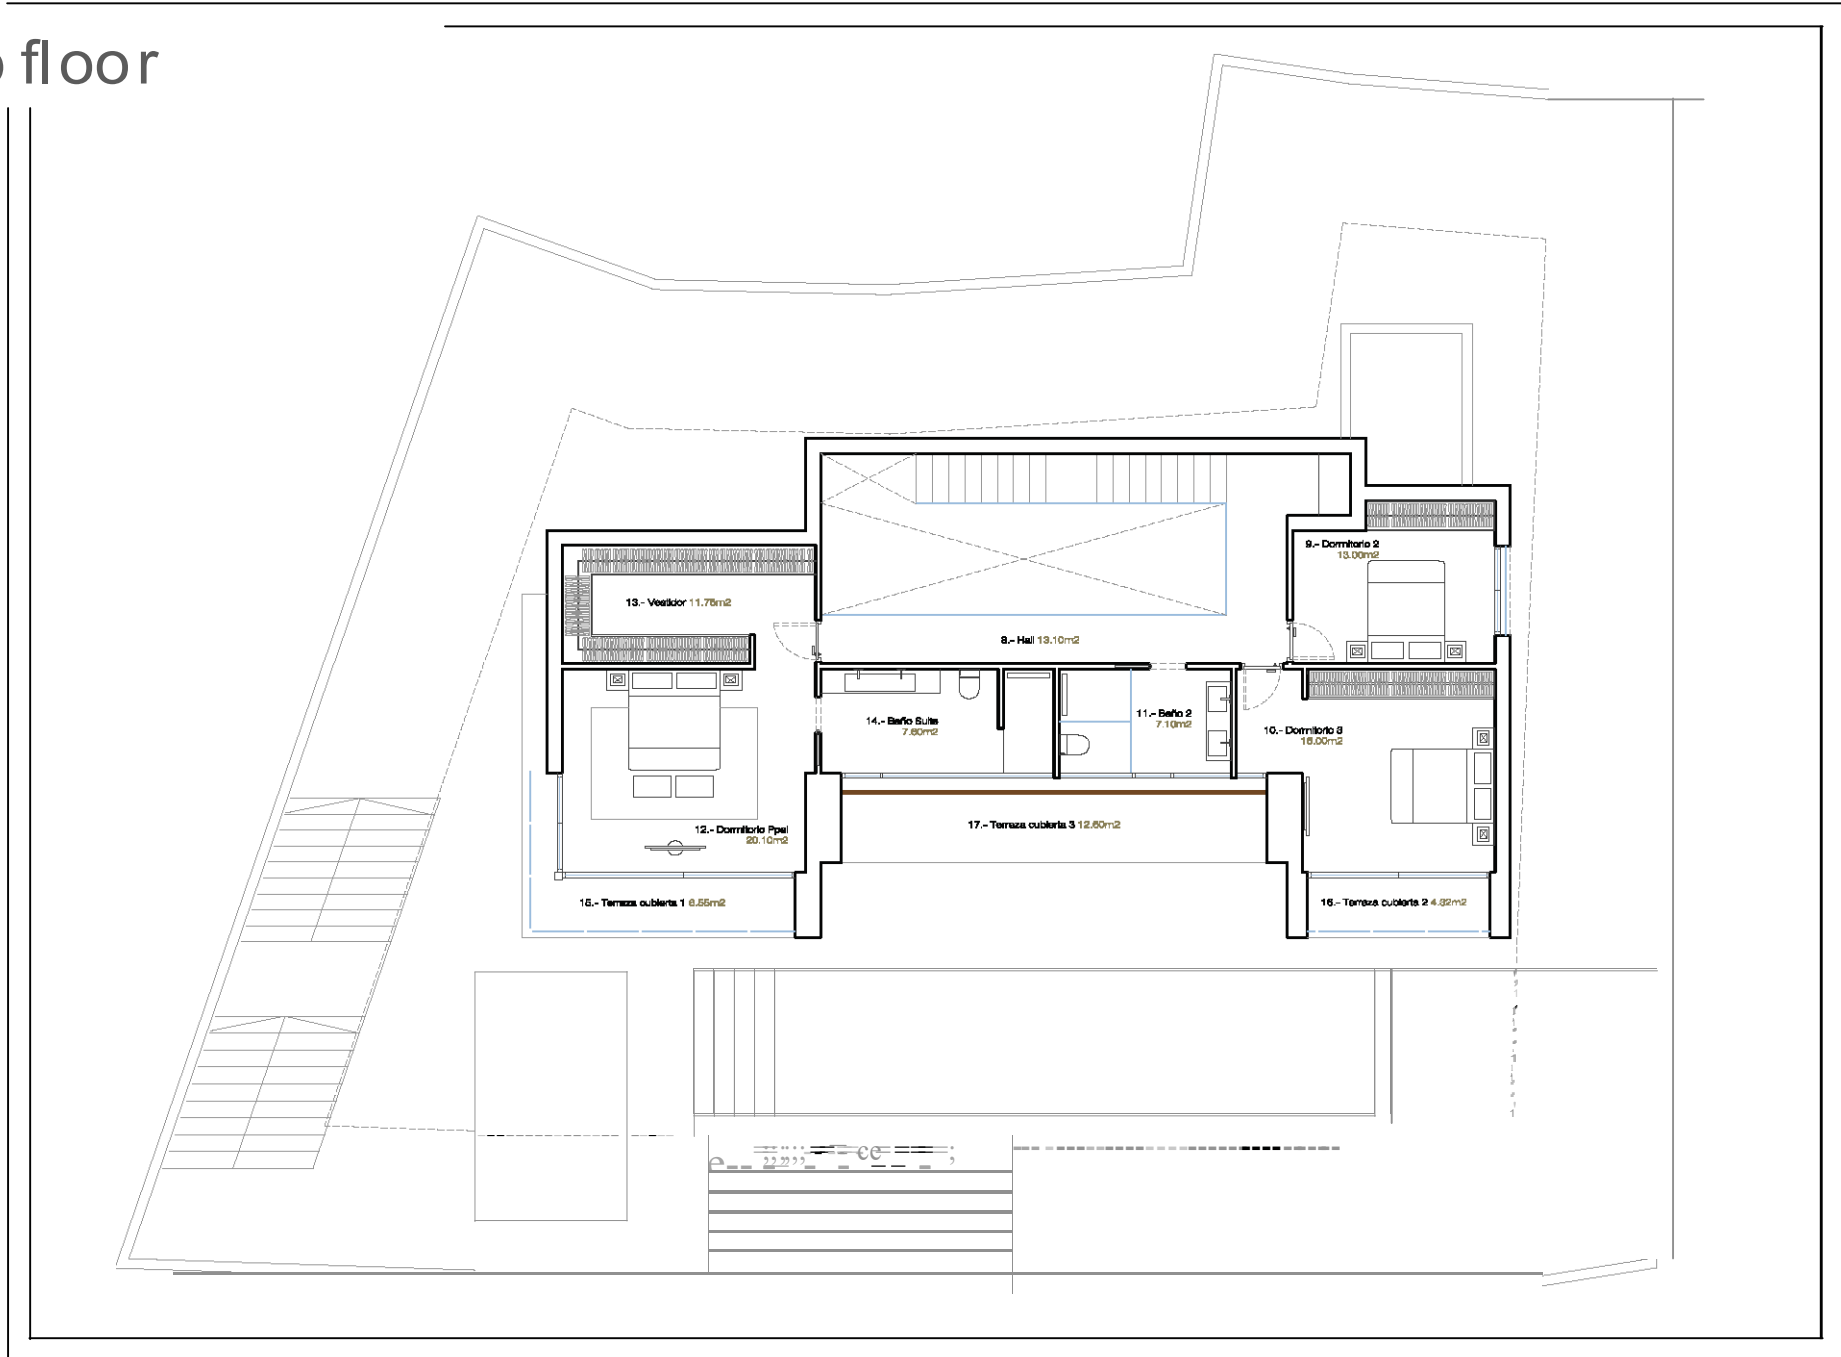 floor
9.- Dormitorio 2
13.00m2
13.- Vestidor 11.75m2
8.- Hall 13.10m2
14.- Baño Suite
7.60m2
11.- Baño 2
7.10m2
10.- Dormitorio 3
16.00m2
12.- Dormitorio Ppal
20.10m2
17.- Terraza cubierta 3 12.60m2
15.- Terraza cubierta 1 6.55m2
16.- Terraza cubierta 2 4.82m2